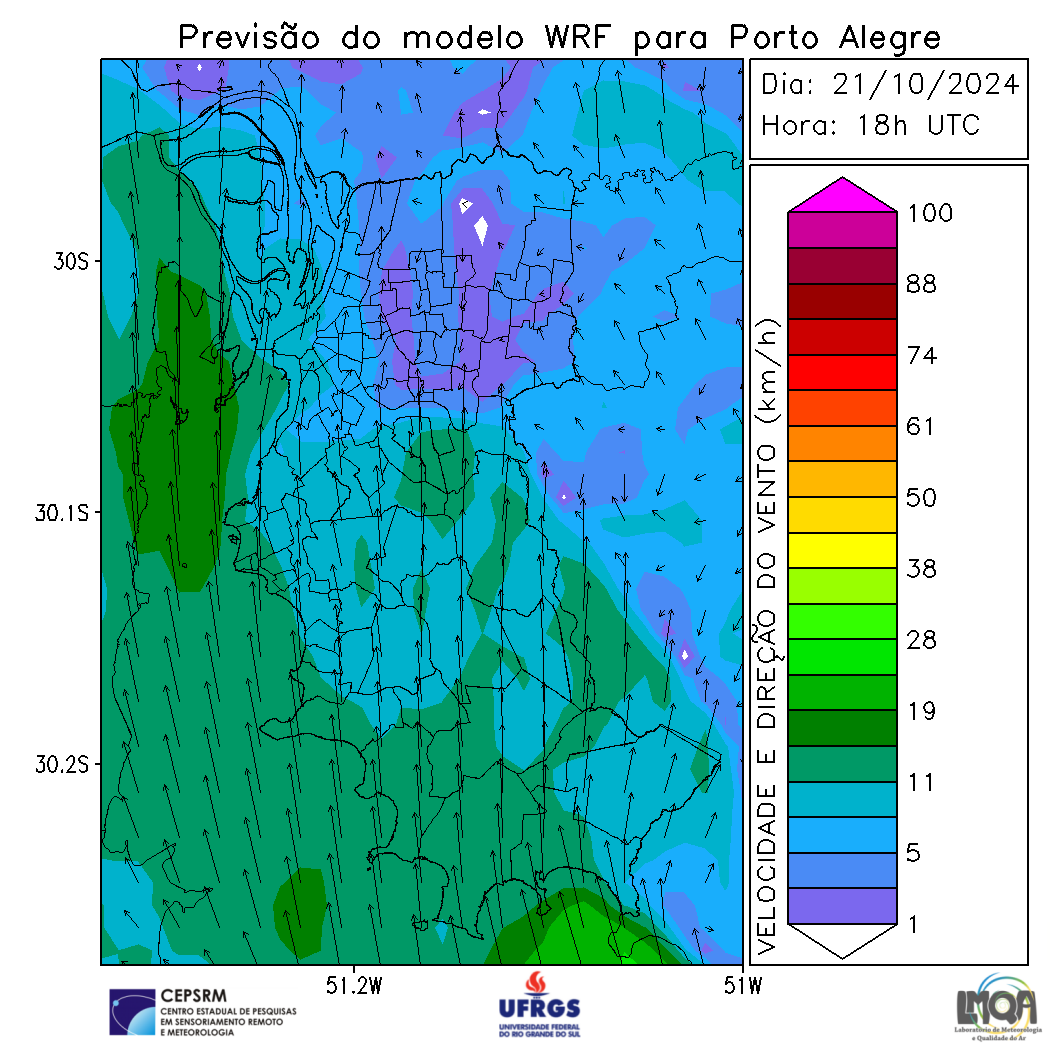 Previsão do modelo WRF para Porto Alegre
Dia: 21/10/2024
Hora: 18h UTC
30S
30.1S
30.2S
51.2W
51W
VELOCIDADE E DIREÇÃO DO VENTO (km/h)
100
88
74
61
50
38
28
19
11
5
1
CEPSRM
CENTRO ESTADUAL DE PESQUISAS
EM SENSORIAMENTO REMOTO
E METEOROLOGIA
UFRGS
UNIVERSIDADE FEDERAL
DO RIO GRANDE DO SUL
LMQA
Laboratório de Meteorologia
e Qualidade do Ar